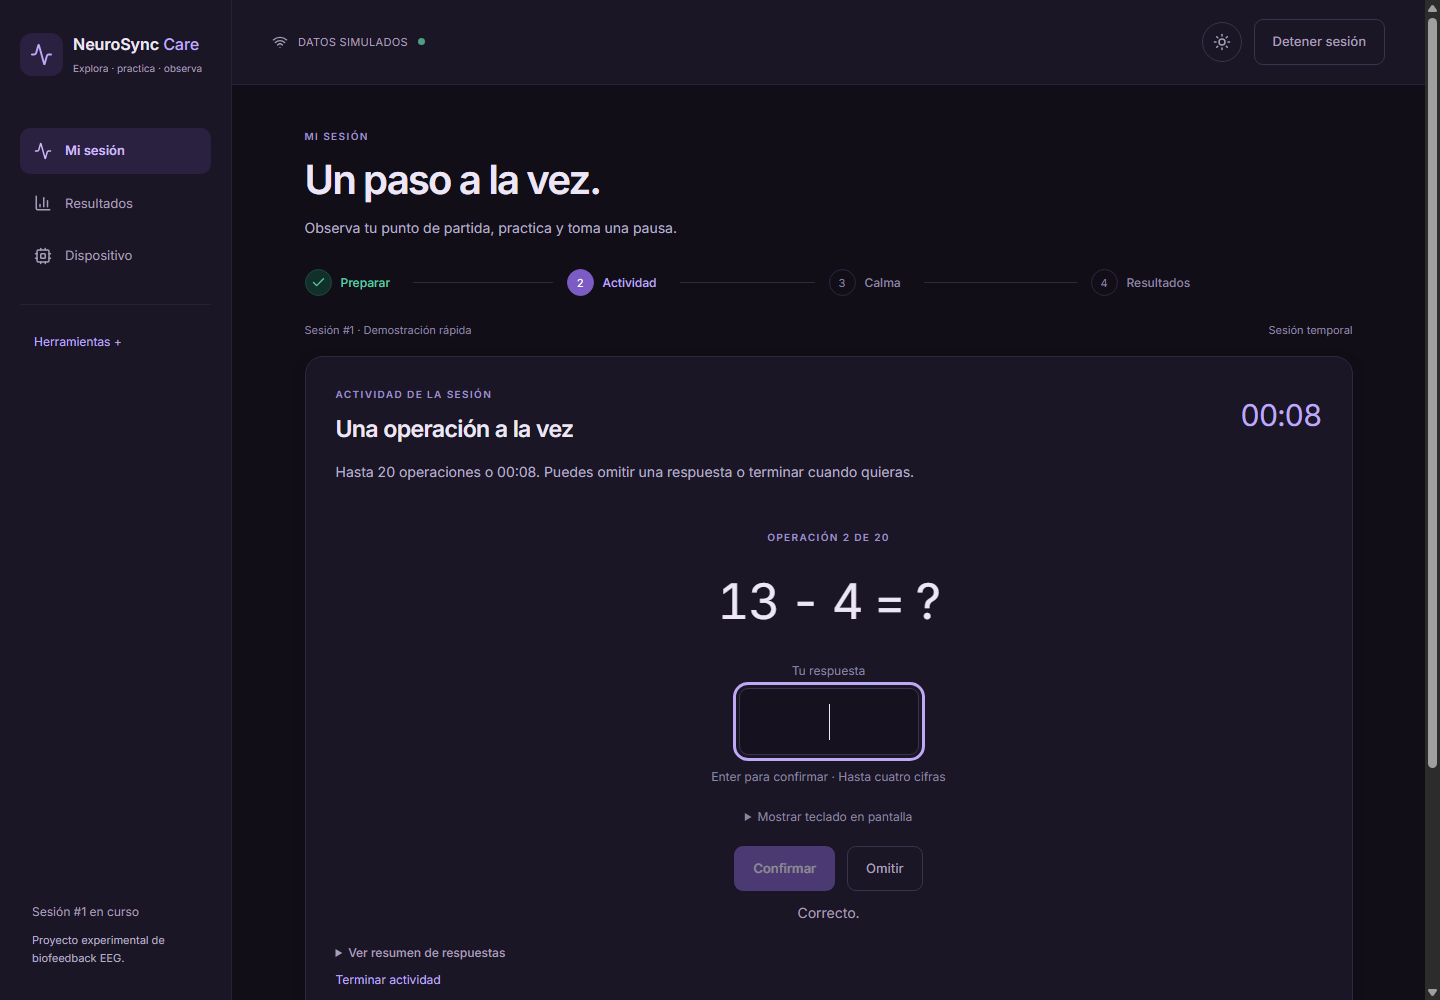 NeuroSync Care
Explora · practica · observa
Mi sesión
Resultados
Dispositivo
Herramientas +
Sesión #1 en curso
Proyecto experimental de
biofeedback EEG.
DATOS SIMULADOS
Detener sesión
MI SESIÓN
Un paso a la vez.
Observa tu punto de partida, practica y toma una pausa.
Preparar
2 Actividad
3 Calma
4 Resultados
Sesión #1 · Demostración rápida
Sesión temporal
ACTIVIDAD DE LA SESIÓN
Una operación a la vez
00:08
Hasta 20 operaciones o 00:08. Puedes omitir una respuesta o terminar cuando quieras.
OPERACIÓN 2 DE 20
13 - 4 = ?
Tu respuesta
Enter para confirmar · Hasta cuatro cifras
Mostrar teclado en pantalla
Confirmar
Omitir
Correcto.
Ver resumen de respuestas
Terminar actividad